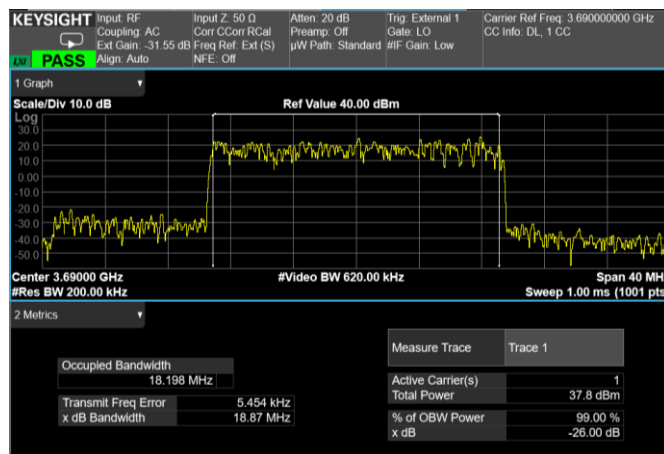 KEYSIGHT Input: RF Input Z: 50 Ω Atten: 20 dB Trig: External 1 Carrier Ref Freq: 3.690000000 GHz
Coupling: AC Corr CCorr RCal Preamp: Off Gate: LO CC Info: DL, 1 CC
Ext Gain: -31.55 dB Freq Ref: Ext (S) µW Path: Standard #IF Gain: Low
LXI PASS Align: Auto NFE: Off
1 Graph
Scale/Div 10.0 dB Ref Value 40.00 dBm
Log
30.0
20.0
10.0
0.00
-10.0
-20.0
-30.0
-40.0
-50.0
Center 3.69000 GHz #Video BW 620.00 kHz Span 40 MH
#Res BW 200.00 kHz Sweep 1.00 ms (1001 pts
2 Metrics
Measure Trace Trace 1
Occupied Bandwidth
18.198 MHz
Active Carrier(s) 1
Total Power 37.8 dBm
Transmit Freq Error 5.454 kHz
x dB Bandwidth 18.87 MHz
% of OBW Power 99.00 %
x dB -26.00 dB